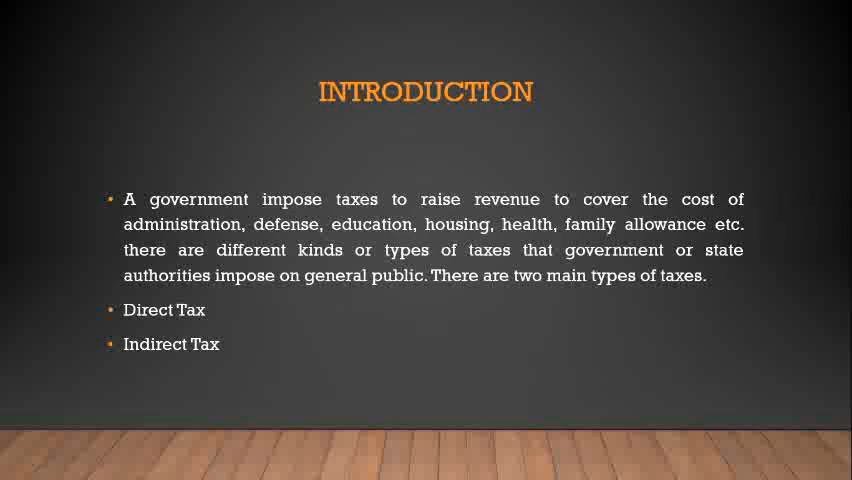 INTRODUCTION
• A government impose taxes to raise revenue to cover the cost of
administration, defense, education, housing, health, family allowance etc.
there are different kinds or types of taxes that government or state
authorities impose on general public. There are two main types of taxes.
• Direct Tax
• Indirect Tax